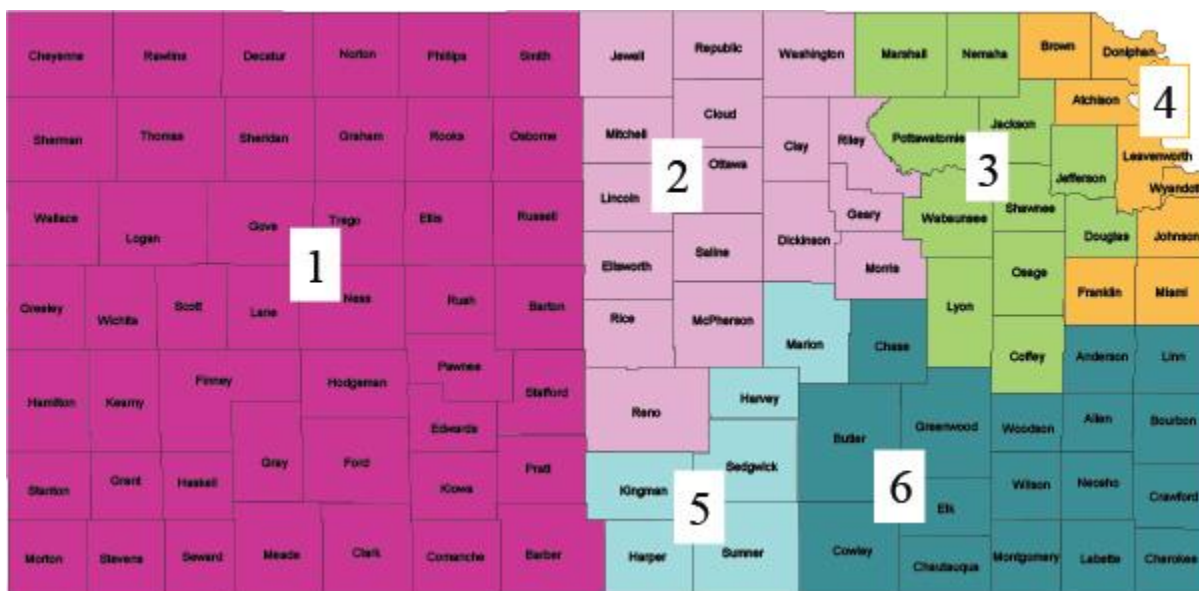 Cheyenne Rawlins Decatur Norton Phillips Smith Jewell Republic Washington Marshall Nemaha Brown Doniphan
4
Sherman Thomas Sheridan Graham Rooks Osborne Mitchell Cloud Clay Riley Pottawatomie Jackson Atchison
2
3
Lincoln Ottawa Jefferson Leavenworth
Wyandot
Wallace Logan Gove Trego Ellis Russell Geary Wabaunsee Shawnee
1
Ellsworth Saline Dickinson Morris Osage Douglas Johnson
Greeley Wichita Scott Lane Ness Rush Barton Rice McPherson Marion Chase Lyon Franklin Miami
Coffey Anderson Linn
Hamilton Kearny Finney Hodgeman Pawnee Stafford Reno Harvey
Edwards Butler Greenwood Woodson Allen Bourbon
Stanton Grant Haskell Gray Ford Kiowa Pratt Kingman Sedgwick
5
6
Elk Wilson Neosho Crawford
Morton Stevens Seward Meade Clark Comanche Barber Harper Sumner Cowley Chautauqua Montgomery Labette Cherokee